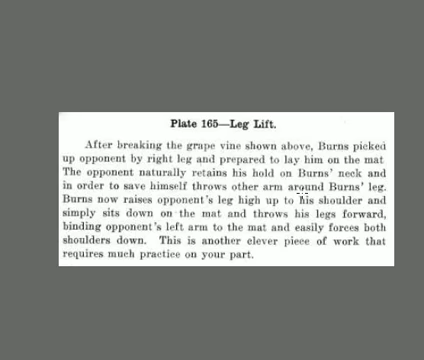 Plate 165—Leg Lift.
After breaking the grape vine shown above, Burns picked
up opponent by right leg and prepared to lay him on the mat
The opponent naturally retains his hold on Burns' neck and
in order to save himself throws other arm around Burns' leg.
Burns now raises opponent's leg high up to his shoulder and
simply sits down on the mat and throws his legs forward,
binding opponent's left arm to the mat and easily forces both
shoulders down. This is another clever piece of work that
requires much practice on your part.